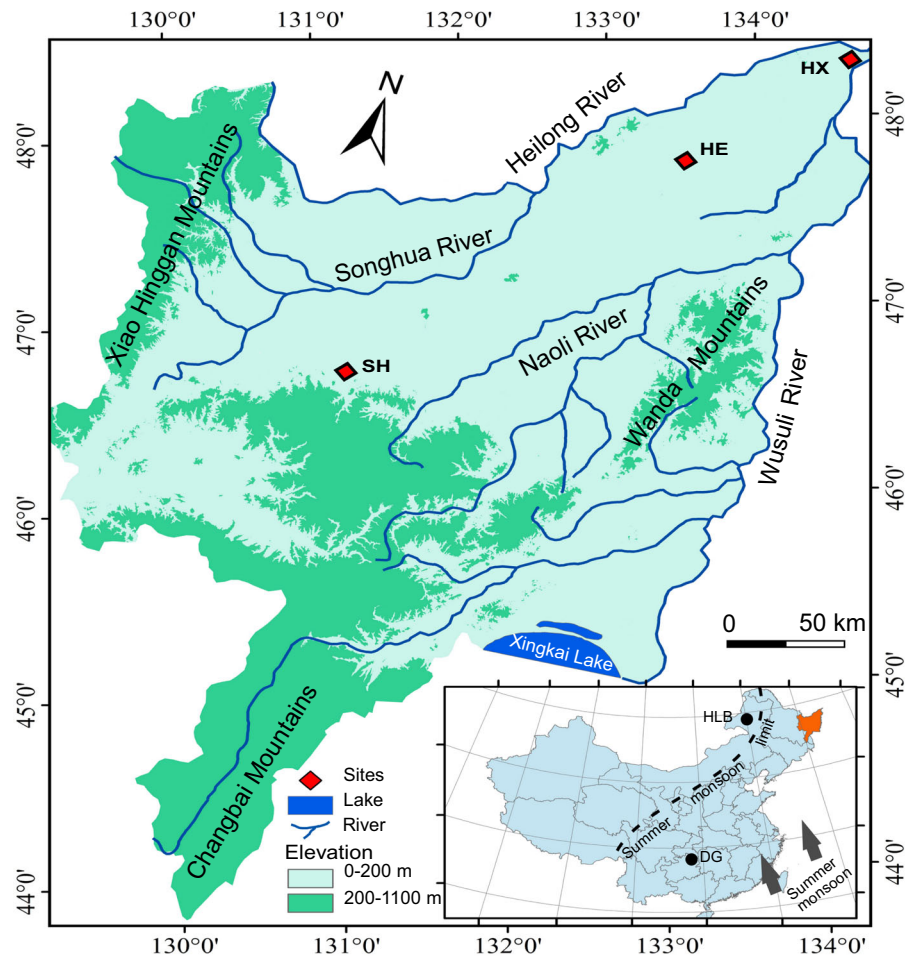 130°0'
131°0'
132°0'
133°0'
134°0'
N
HX
HE
SH
Heilong River
Songhua River
Xiao Hinggan Mountains
Naoli River
Wanda Mountains
Wusuli River
Changbai Mountains
Xingkai Lake
48°0'
47°0'
46°0'
45°0'
44°0'
48°0'
47°0'
46°0'
45°0'
44°0'
0 50 km
Sites
Lake
River
Elevation
0-200 m
200-1100 m
HLB
DG
Summer monsoon limit
Summer
monsoon
130°0'
131°0'
132°0'
133°0'
134°0'